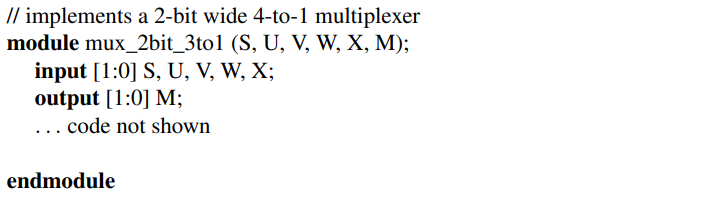 // implements a 2-bit wide 4-to-1 multiplexer
module mux_2bit_3to1 (S, U, V, W, X, M);
input [1:0] S, U, V, W, X;
output [1:0] M;
. . . code not shown
endmodule